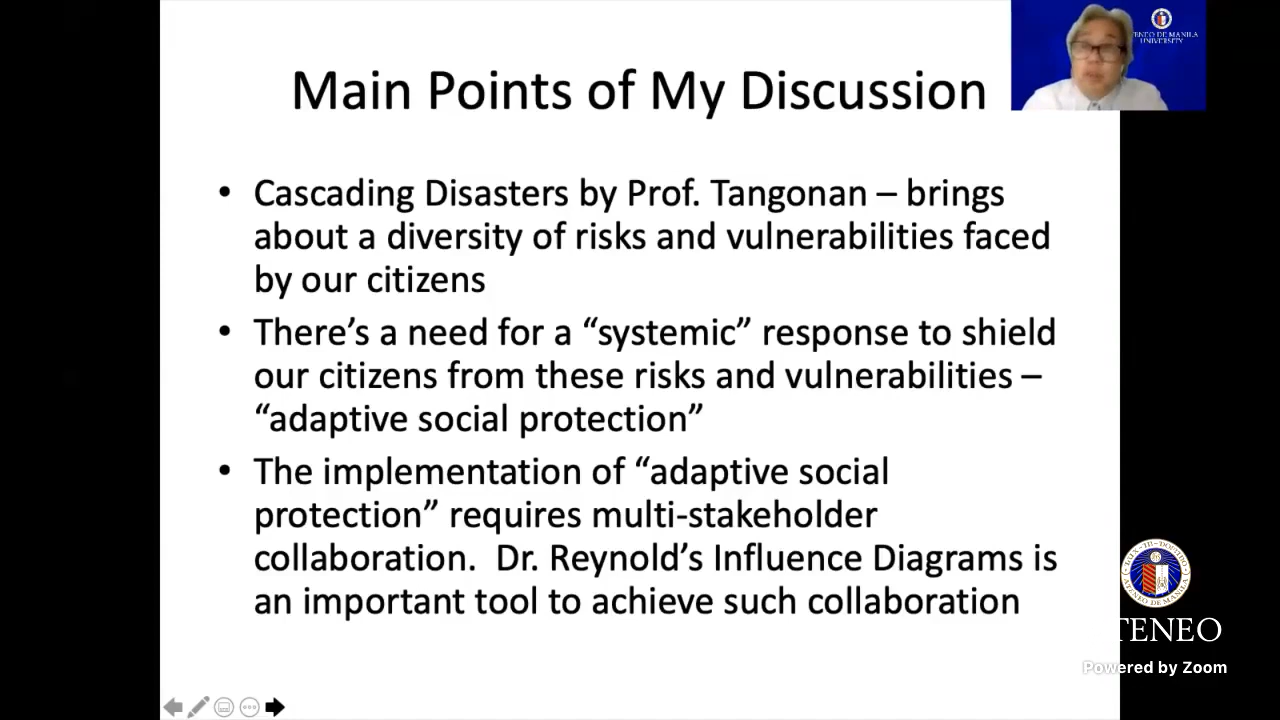 Main Points of My Discussion
• Cascading Disasters by Prof. Tangonan – brings
about a diversity of risks and vulnerabilities faced
by our citizens
• There’s a need for a “systemic” response to shield
our citizens from these risks and vulnerabilities –
“adaptive social protection”
• The implementation of “adaptive social
protection” requires multi-stakeholder
collaboration.  Dr. Reynold’s Influence Diagrams is
an important tool to achieve such collaboration
DE MANILA
UNIVERSITY
TENEO
Powered by Zoom